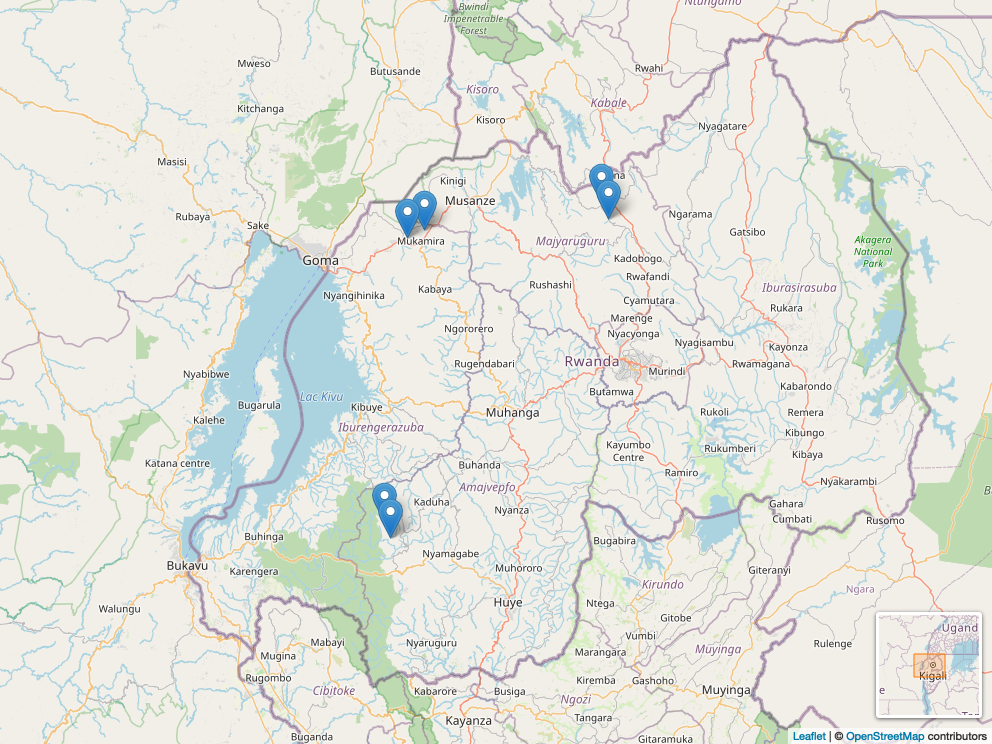 Ntungamo
Bwindi
Impenetrable
Forest
Mweso
Butusande
Rwahi
Kisoro
Kabale
Kitchanga
Kisoro
Nyagatare
Masisi
Kinigi
na
Musanze
Rubaya
Ngarama
Sake
Gatsibo
Mukamira
Majyaruguru
Akagera
National
Park
Goma
Kadobogo
Rwafandi
Kabaya
Rushashi
Iburasirasuba
Nyangihinika
Cyamutara
Rukara
Marenge
Ngororero
Nyacyonga
Nyagisambu
Kayonza
Rugendabari
Rwanda
Rwamagana
Nyabibwe
Murindi
Kabarondo
Butamwa
Lac Kivu
Bugarula
Kibuye
Muhanga
Rukoli
Remera
Kalehe
Iburengerazuba
Kibungo
Kayumbo
Centre
Rukumberi
Kibaya
Katana centre
Buhanda
Ramiro
Nyakarambi
Amajyepfo
Kaduha
Nyanza
Gahara
Cumbati
Rusomo
Buhinga
Bugabira
Nyamagabe
Bukavu
Karengera
Muhororo
Giteranyi
Kirundo
Ngara
Walungu
Huye
Ntega
Gitobe
Mabayi
Nyaruguru
Vumbi
Rulenge
Mugina
Marangara
Muyinga
Rugombo
Kiremba
Gashoho
Cibitoke
Kabarore
Busiga
Ngozi
Muyinga
Buganda
Kayanza
Tangara
Gitaramuka
Ugand
Kigali
e
Leaflet | © OpenStreetMap contributors